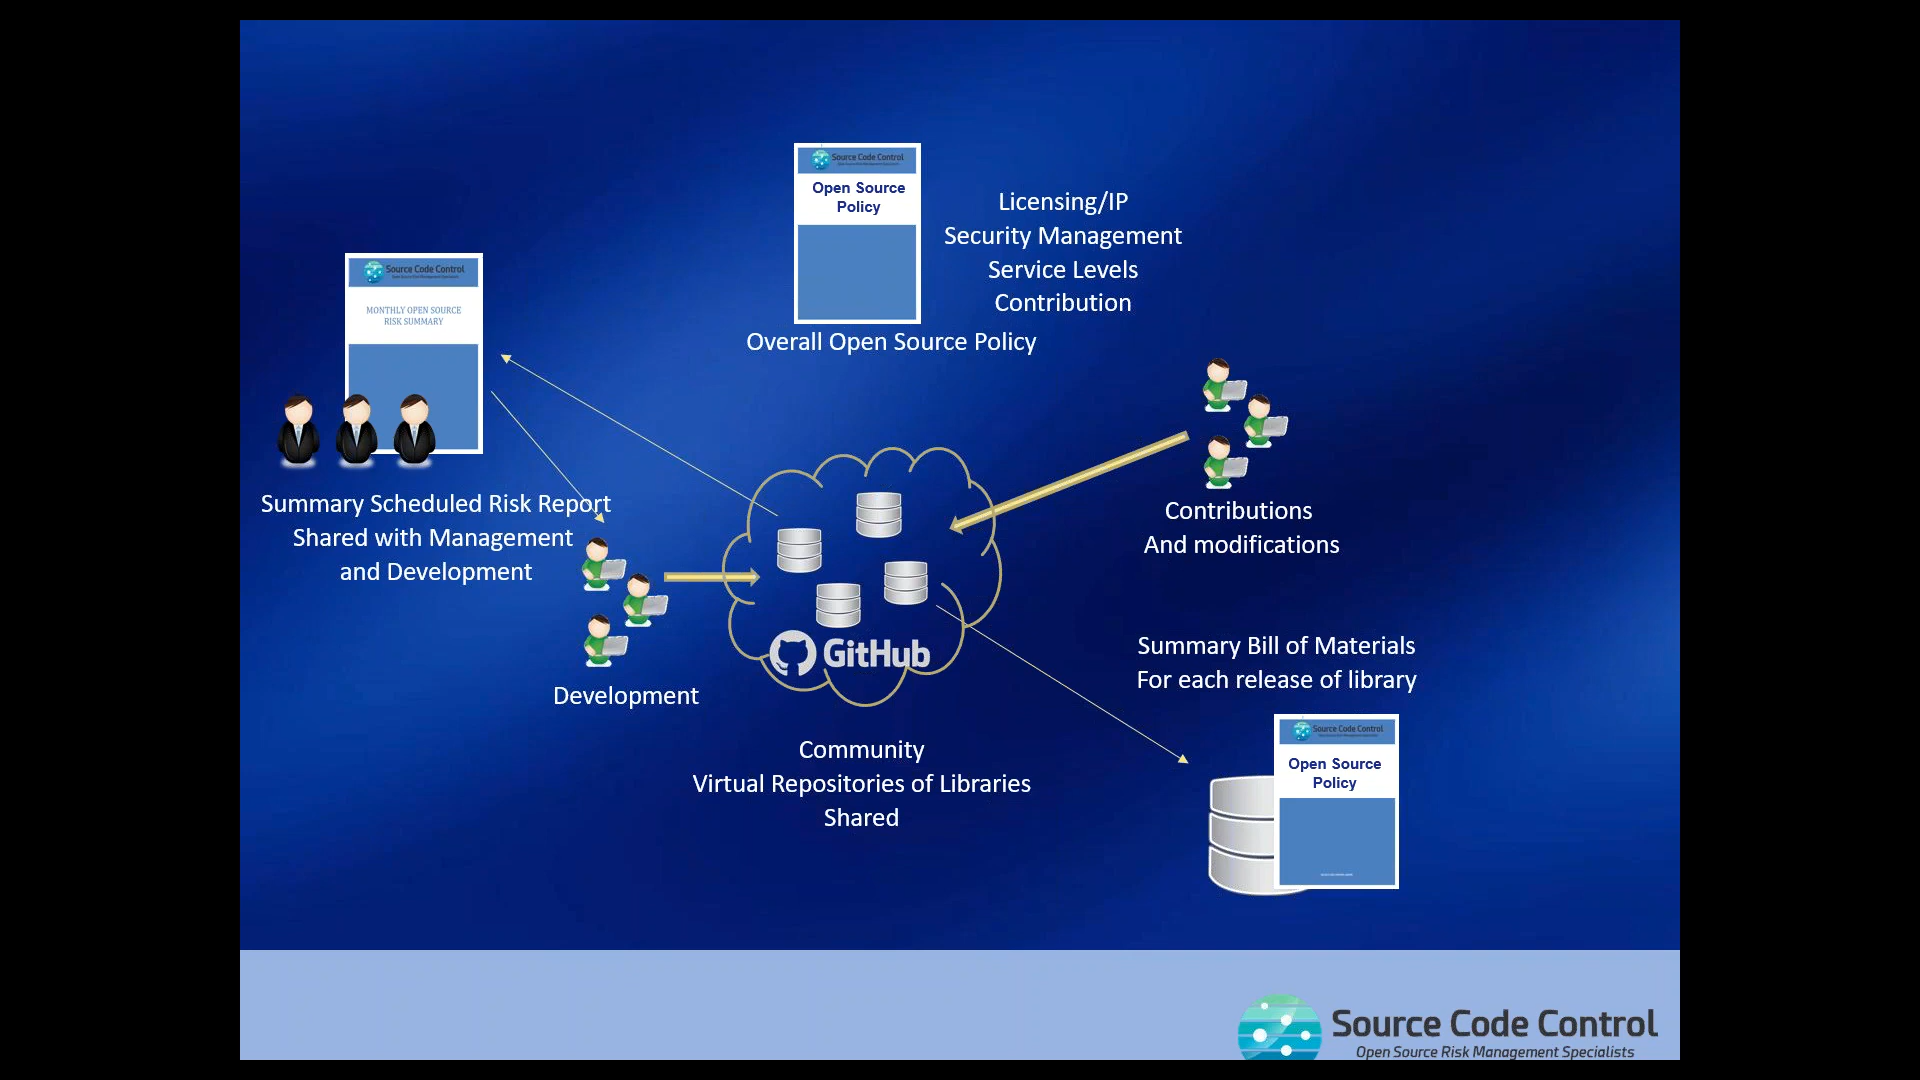 Source Code Control
Open Source
Policy
Licensing/IP
Security Management
Service Levels
Contribution
Overall Open Source Policy
Source Code Control
MONTHLY OPEN SOURCE
RISK SUMMARY
Summary Scheduled Risk Report
Shared with Management
and Development
Development
GitHub
Community
Virtual Repositories of Libraries
Shared
Contributions
And modifications
Summary Bill of Materials
For each release of library
Source Code Control
Open Source
Policy
Source Code Control
Open Source Risk Management Specialists